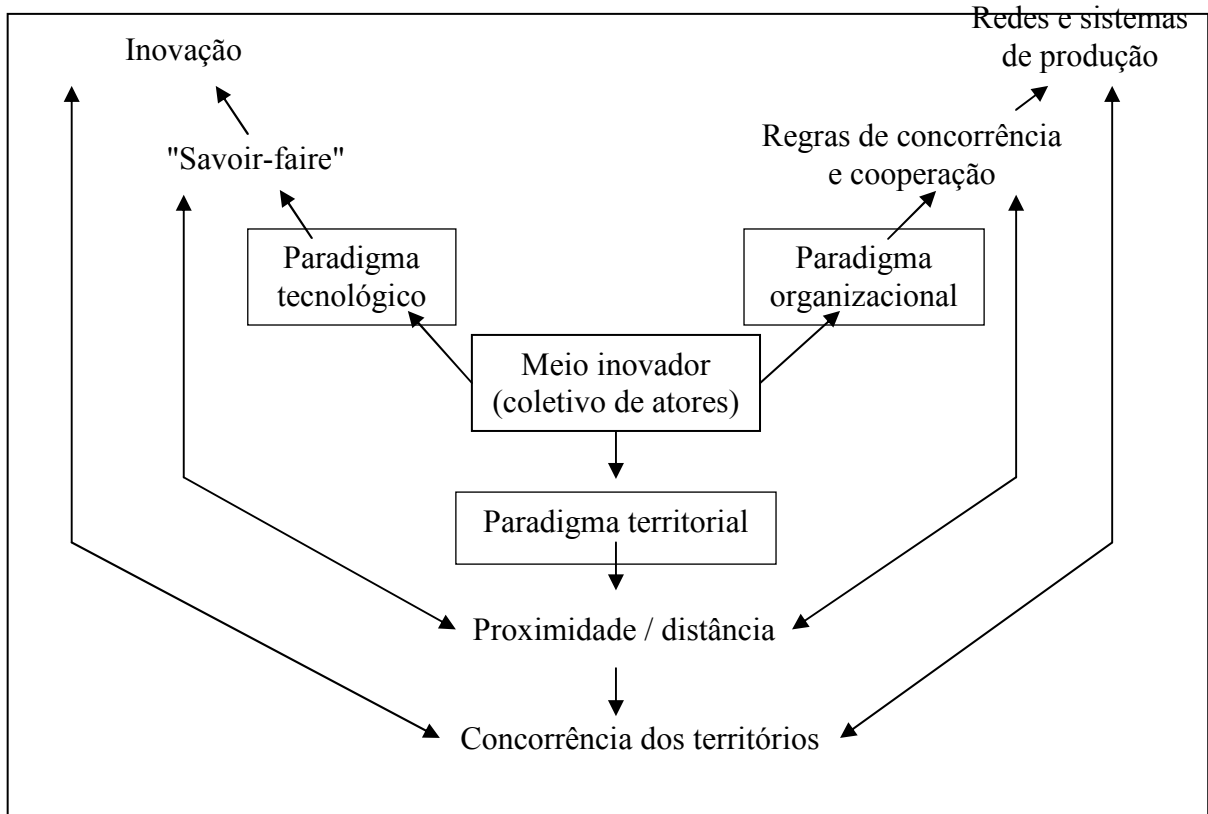 Redes e sistemas
de produção
Inovação
Regras de concorrência
e cooperação
"Savoir-faire"
Paradigma
tecnológico
Paradigma
organizacional
Meio inovador
(coletivo de atores)
Paradigma territorial
Proximidade / distância
Concorrência dos territórios